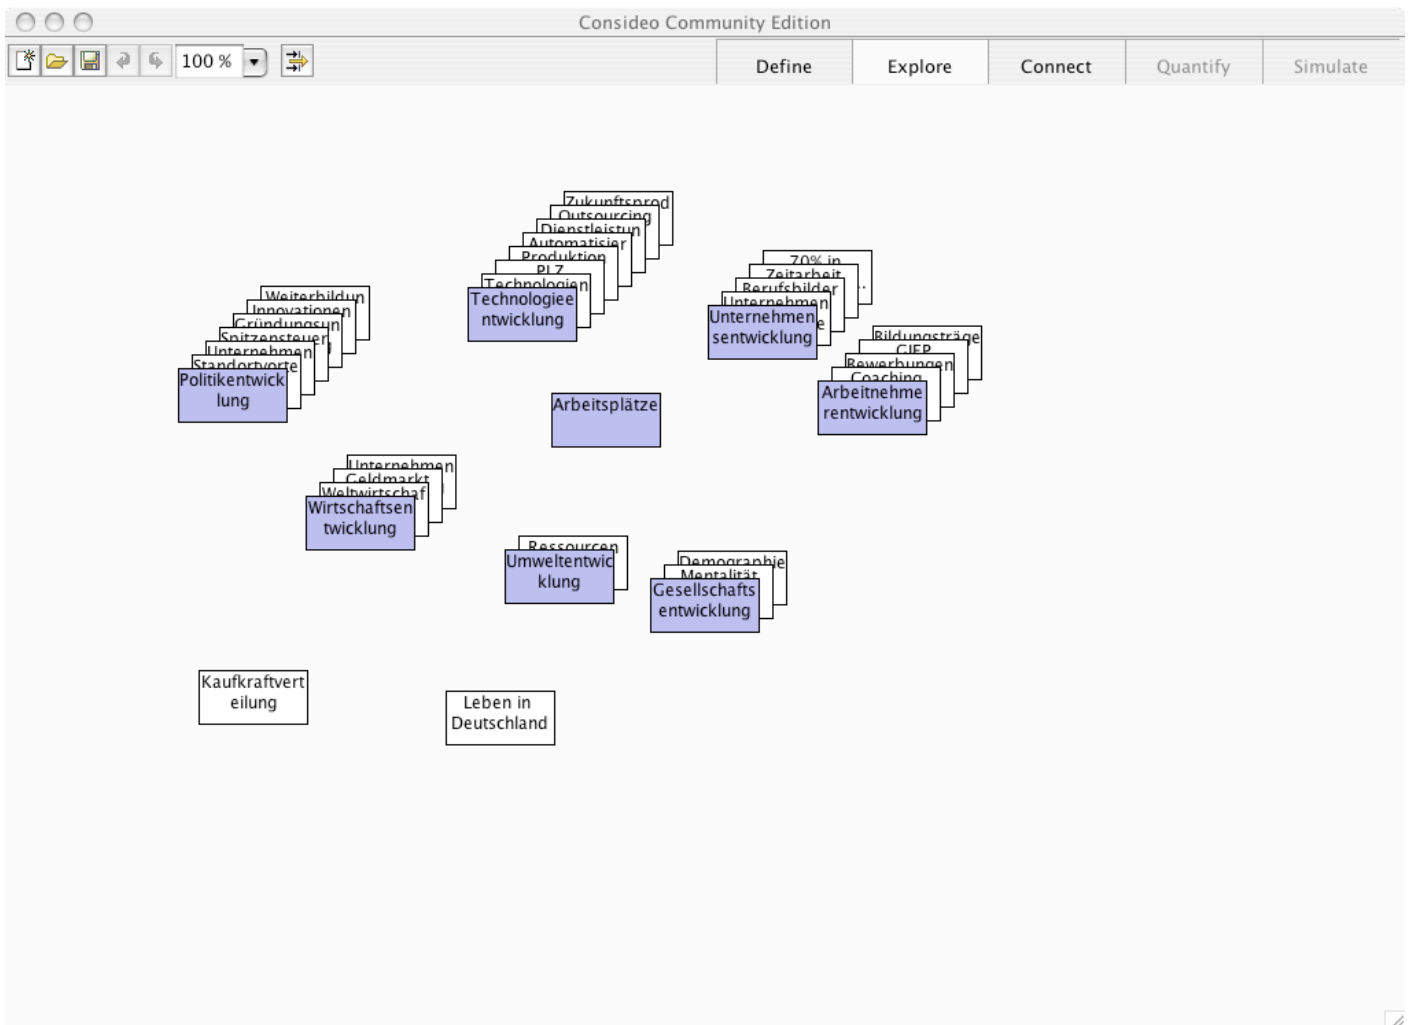 Consideo Community Edition
100 %
Define
Explore
Connect
Quantify
Simulate
Zukunftsprod
Outsourcing
Dienstleistun
Automatisier
Produktion
PLZ
Technologien
Technologiee
ntwicklung
70% in
Zeitarbeit
Berufsbilder
Unternehmen
Unternehmen
sentwicklung
Weiterbildun
Innovationen
Gründungsun
Spitzensteuer
Unternehmen
Standortvorte
Politikentwick
lung
Bildungsträge
Bewerbungen
Coaching
Arbeitnehme
rentwicklung
Arbeitsplätze
Unternehmen
Geldmarkt
Weltwirtschaf
Wirtschaftsen
twicklung
Ressourcen
Umweltentwic
klung
Demographie
Mentalität
Gesellschafts
entwicklung
Kaufkraftvert
eilung
Leben in
Deutschland